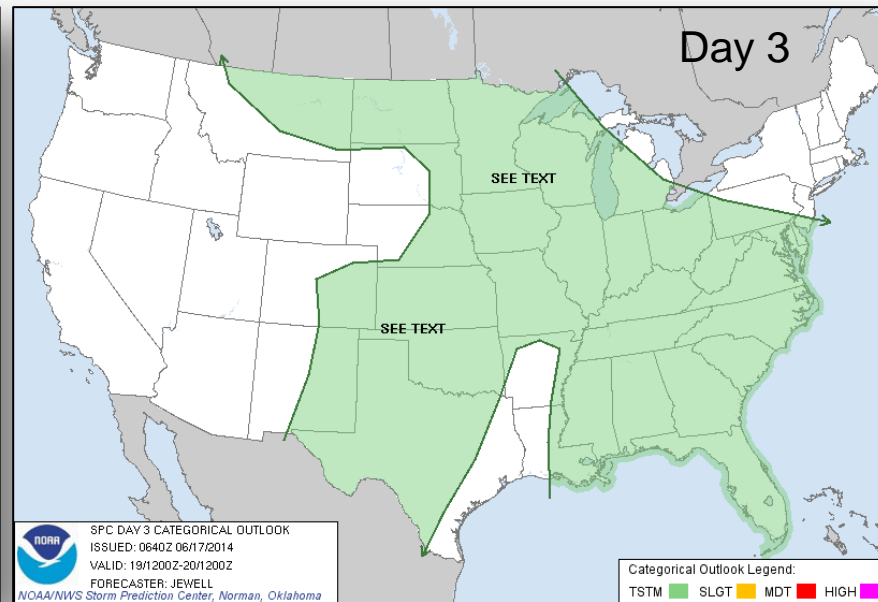 Day 3
SEE TEXT
SEE TEXT
NOAA
SPC DAY 3 CATEGORICAL OUTLOOK
ISSUED: 0640Z 06/17/2014
VALID: 19/1200Z-20/1200Z
FORECASTER: JEWELL
NOAA/NWS Storm Prediction Center, Norman, Oklahoma
Categorical Outlook Legend:
TSTM SLGT MDT HIGH